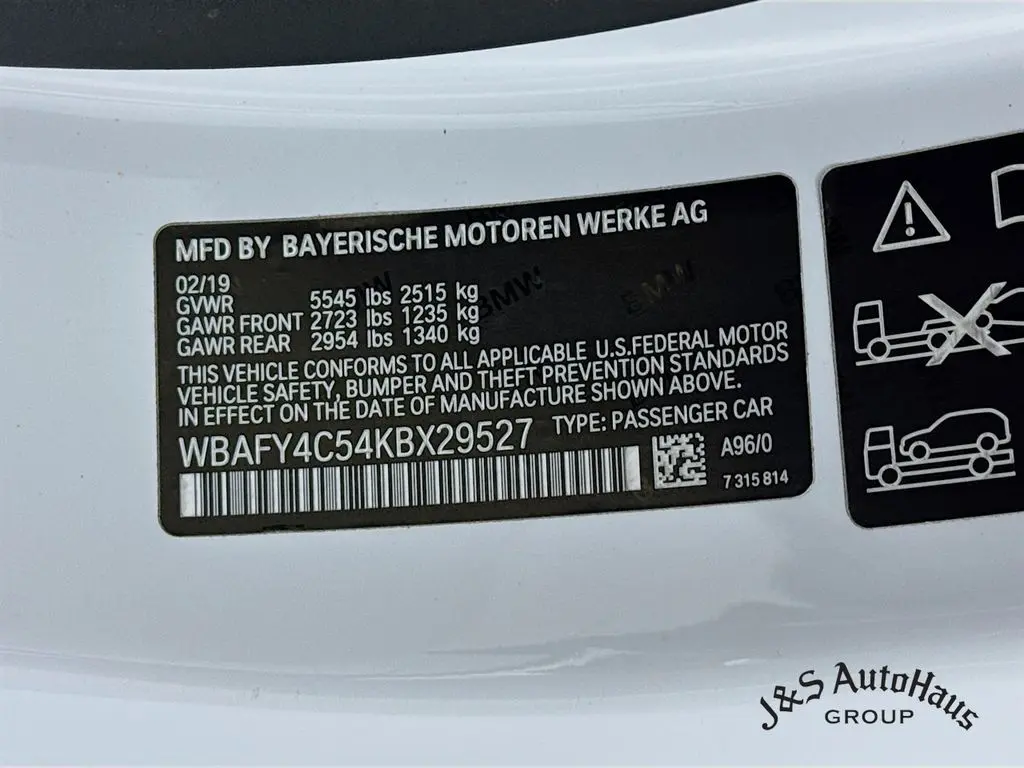 MFD BY BAYERISCHE MOTOREN WERKE AG
02/19
GVWR 5545 lbs 2515 kg
GAWR FRONT 2723 lbs 1235 kg
GAWR REAR 2954 lbs 1340 kg
THIS VEHICLE CONFORMS TO ALL APPLICABLE U.S.FEDERAL MOTOR
VEHICLE SAFETY, BUMPER AND THEFT PREVENTION STANDARDS
IN EFFECT ON THE DATE OF MANUFACTURE SHOWN ABOVE.
WBAFY4C54KBX29527 TYPE: PASSENGER CAR
A96/0
7 315 814
BMW
BMW
J&S AutoHaus
GROUP